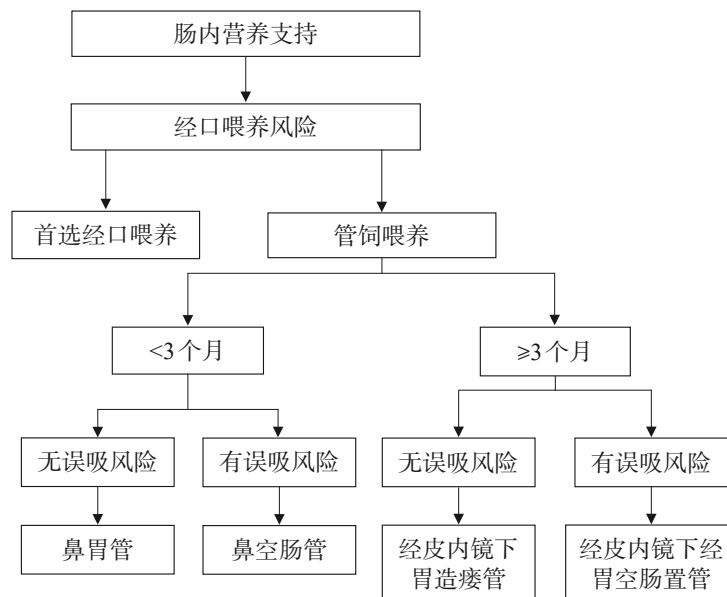 肠内营养支持
经口喂养风险
首选经口喂养
管饲喂养
<3个月
≥3个月
无误吸风险
有误吸风险
无误吸风险
有误吸风险
鼻胃管
鼻空肠管
经皮内镜下
胃造瘘管
经皮内镜下经
胃空肠置管